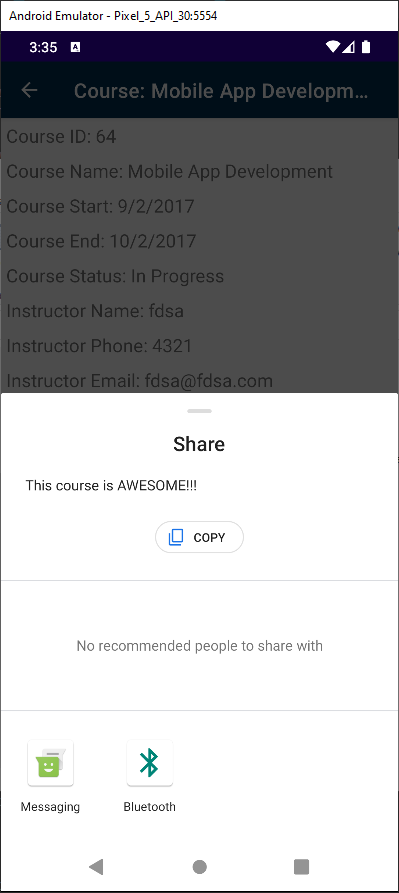 Android Emulator - Pixel_5_API_30:5554
3:35 A
Course: Mobile App Developm...
Course ID: 64
Course Name: Mobile App Development
Course Start: 9/2/2017
Course End: 10/2/2017
Course Status: In Progress
Instructor Name: fdsa
Instructor Phone: 4321
Instructor Email: fdsa@fdsa.com
Share
This course is AWESOME!!!
COPY
No recommended people to share with
Messaging Bluetooth